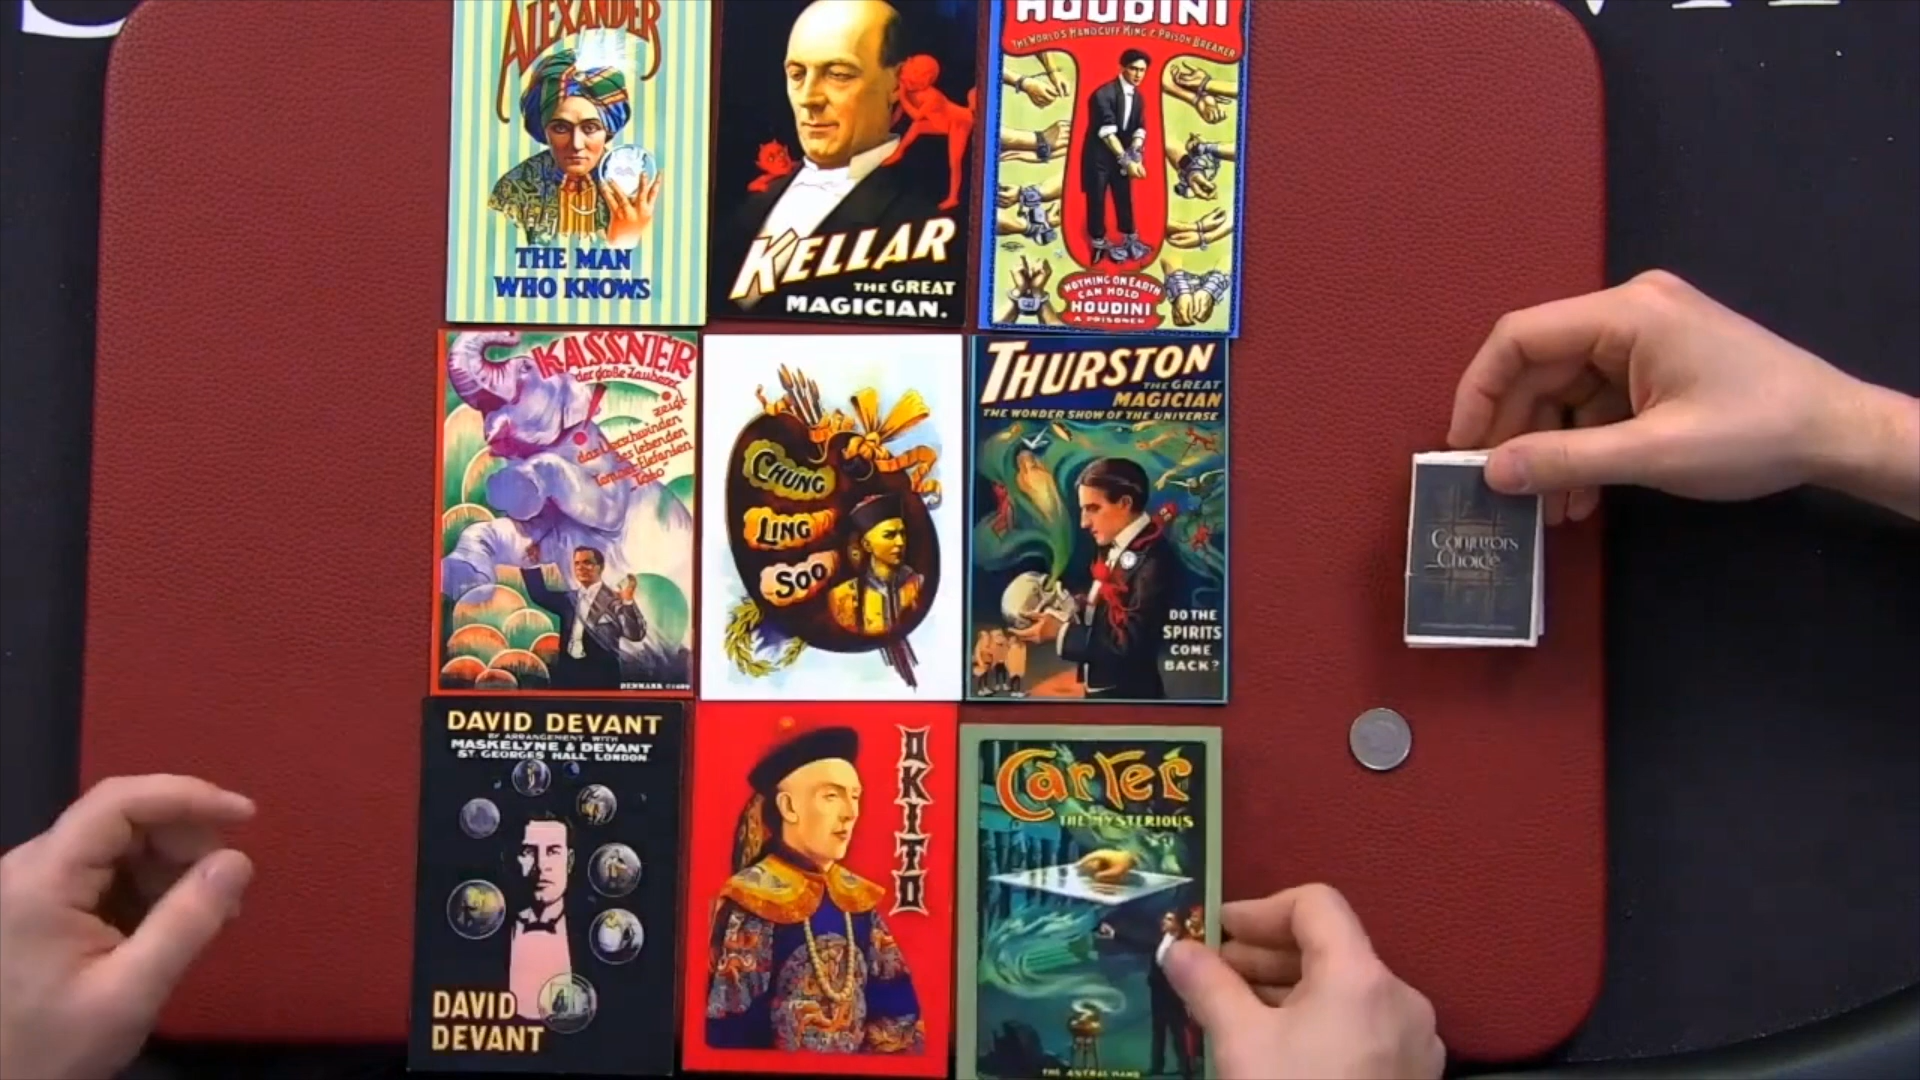 ALEXANDER
THE MAN
WHO KNOWS
KELLAR
THE GREAT
MAGICIAN.
HOUDINI
THE WORLD'S HANDCUFF KING & PRISON BREAKER
NOTHING ON EARTH
CAN HOLD
HOUDINI
A PRISONER
KASSNER
der große Zauberer
zeigt
das Verschwinden
des lebenden
THURSTON
THE GREAT
MAGICIAN
THE WONDER SHOW OF THE UNIVERSE
DO THE
SPIRITS
COME
BACK?
CHUNG
LING
SOO
Conjurors
Choice
DAVID DEVANT
BY ARRANGEMENT WITH
MASKELYNE & DEVANT
ST. GEORGES HALL. LONDON.
DAVID
DEVANT
OKITO
Carter
THE MYSTERIOUS
THE ASTRAL HAND